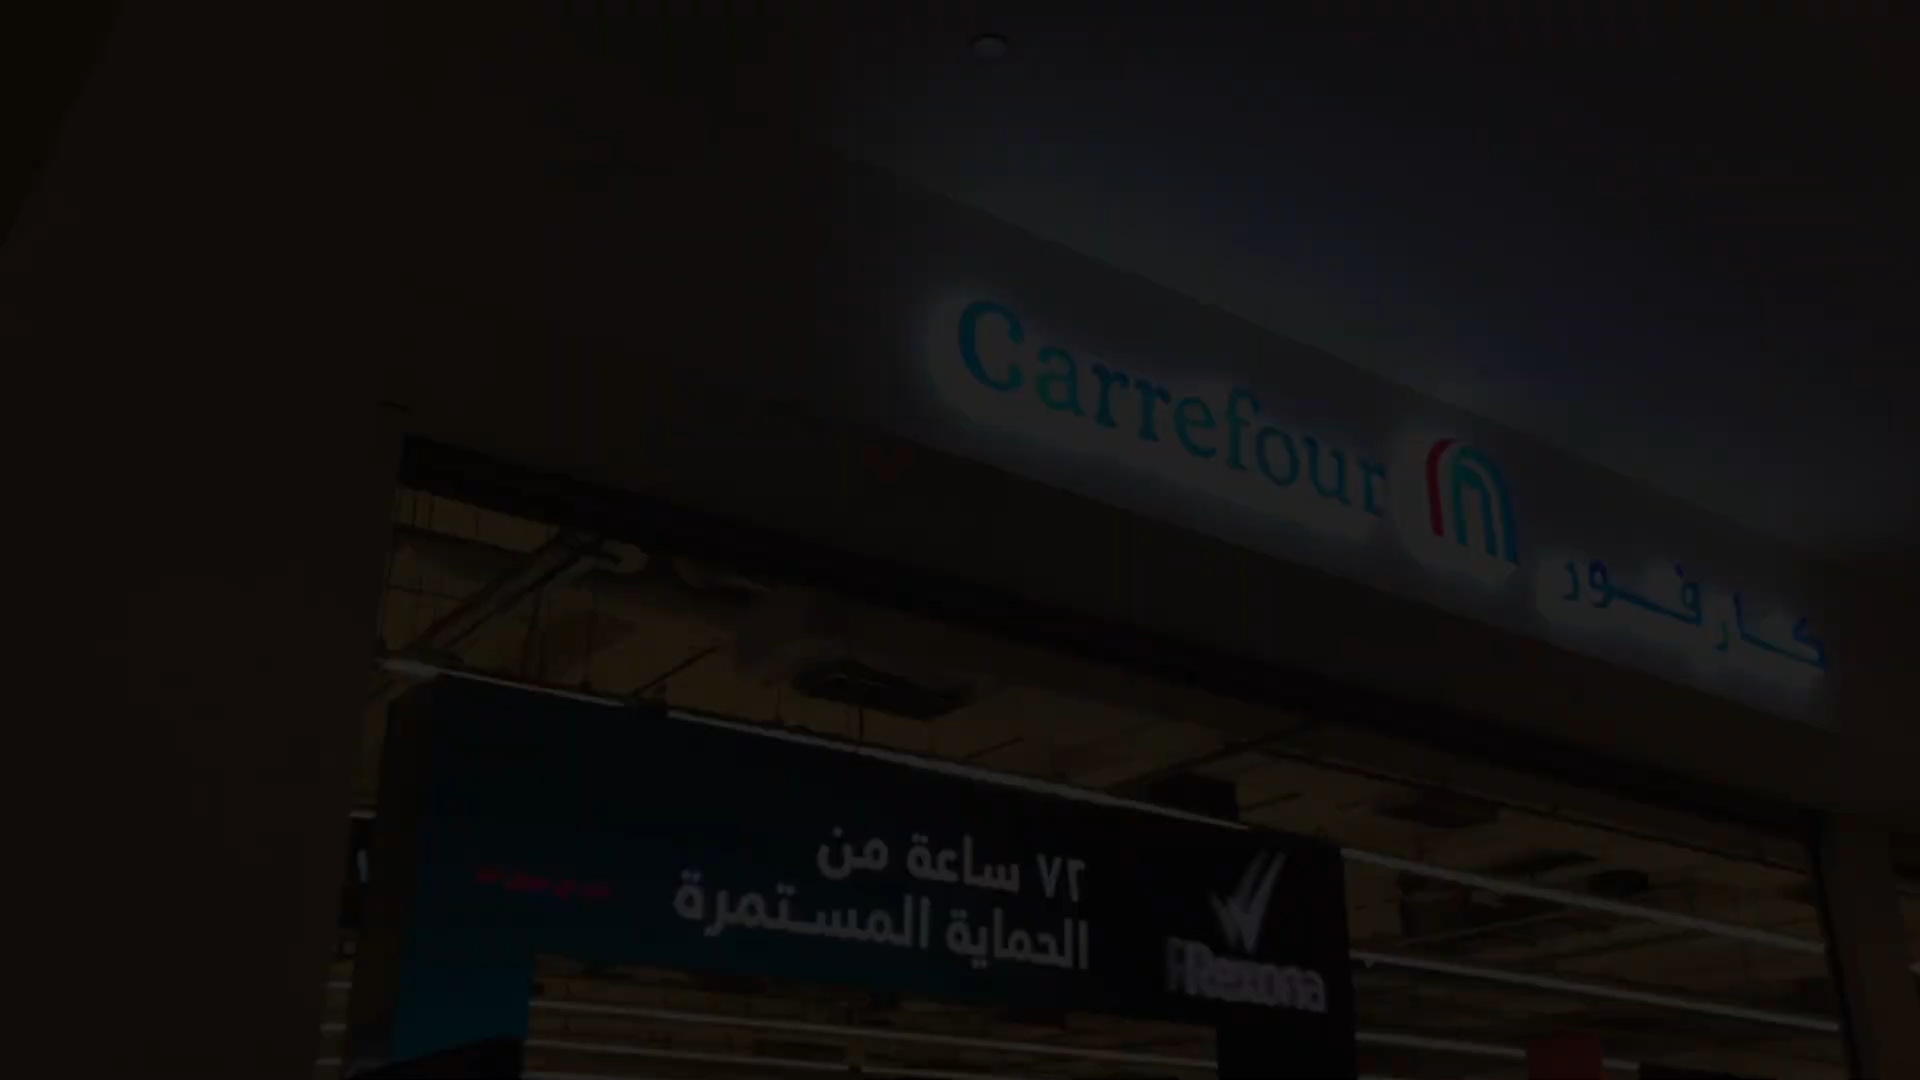 Carrefour كارفور
٧٢ ساعة من
الحماية المستمرة
Rexona